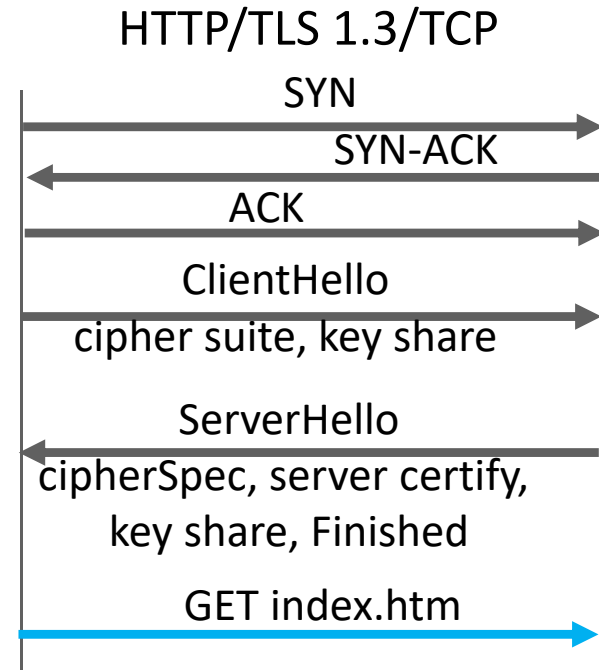 HTTP/TLS 1.3/TCP
SYN
SYN-ACK
ACK
ClientHello
cipher suite, key share
ServerHello
cipherSpec, server certify,
key share, Finished
GET index.htm